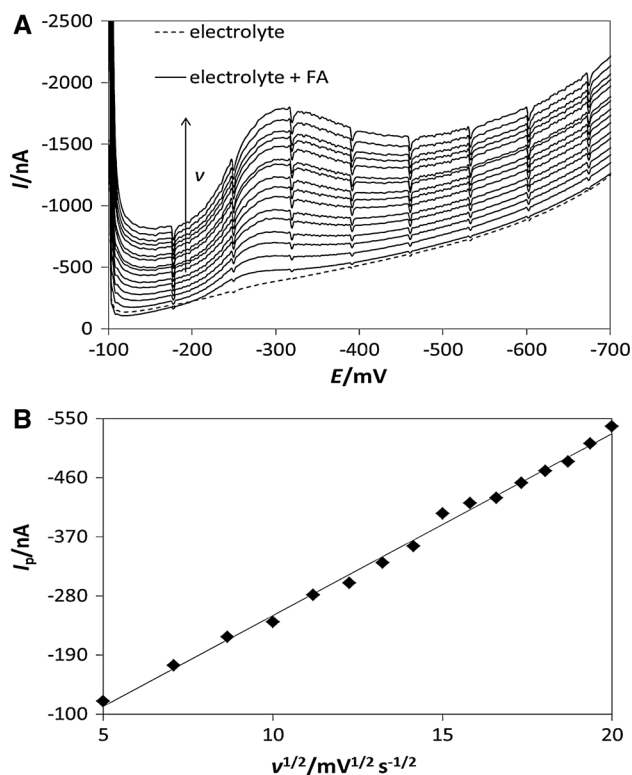 A
-2500
-2000
-1500
-1000
-500
0
I/nA
electrolyte
electrolyte + FA
v
-100 -200 -300 -400 -500 -600 -700
E/mV
B
-550
-460
-370
-280
-190
-100
Ip/nA
5 10 15 20
v1/2/mV1/2 s-1/2